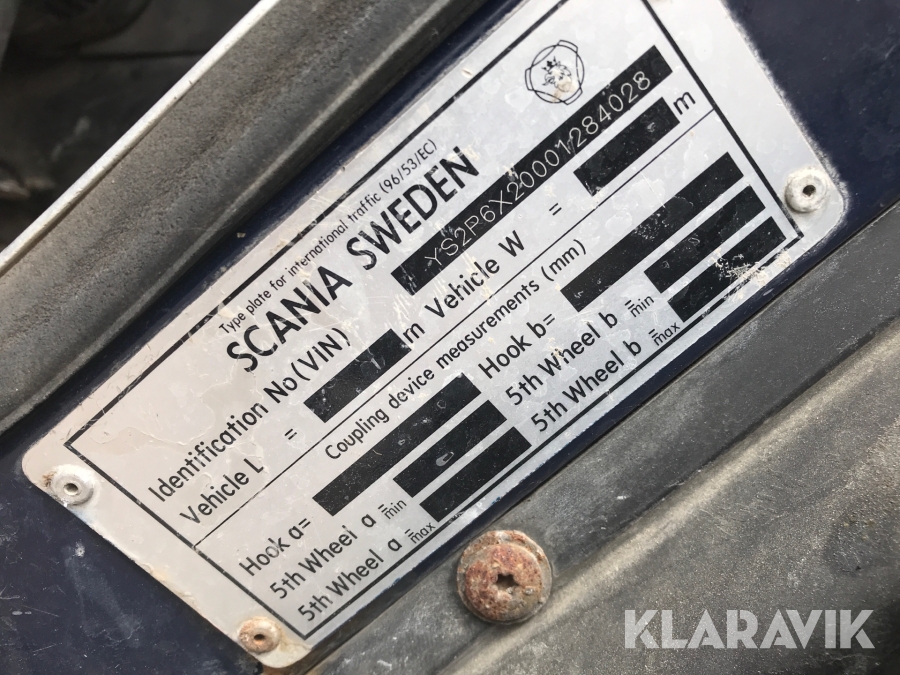 Type plate for international traffic (96/53/EC)
SCANIA SWEDEN
Identification No(VIN) YS2P6X20001284028
Vehicle L = m Vehicle W = m
Coupling device measurements (mm)
Hook a= Hook b=
5th Wheel a min = 5th Wheel b min =
5th Wheel a max = 5th Wheel b max =
KLARAVIK